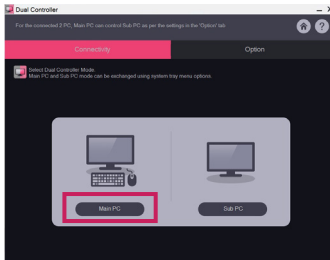 Dual Controller
For the connected 2 PC, Main PC can control Sub PC as per the settings in the 'Option' tab
Connectivity
Option
Select Dual Controller Mode.
Main PC and Sub PC mode can be exchanged using system tray menu options.
Main PC
Sub PC